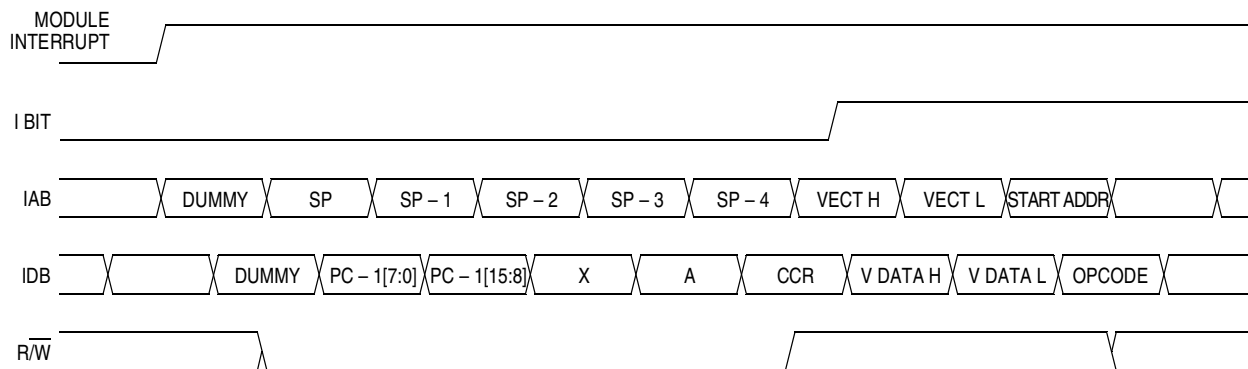 MODULE
INTERRUPT
I BIT
IAB DUMMY SP SP – 1 SP – 2 SP – 3 SP – 4 VECT H VECT L START ADDR
IDB DUMMY PC – 1[7:0] PC – 1[15:8] X A CCR V DATA H V DATA L OPCODE
R/W